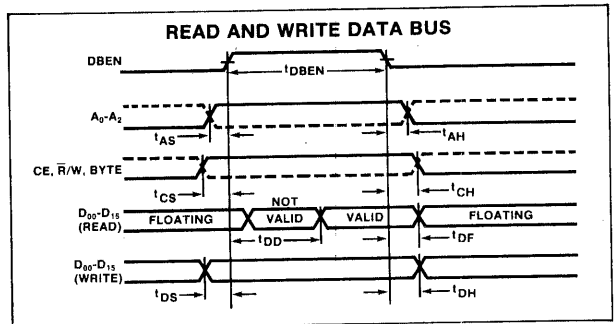 READ AND WRITE DATA BUS
DBEN
tDBEN
A0-A2
tAS
tAH
CE, R̅/W, BYTE
tCS
tCH
D00-D15
(READ)
FLOATING
NOT
VALID
VALID
FLOATING
tDD
tDF
D00-D15
(WRITE)
tDS
tDH